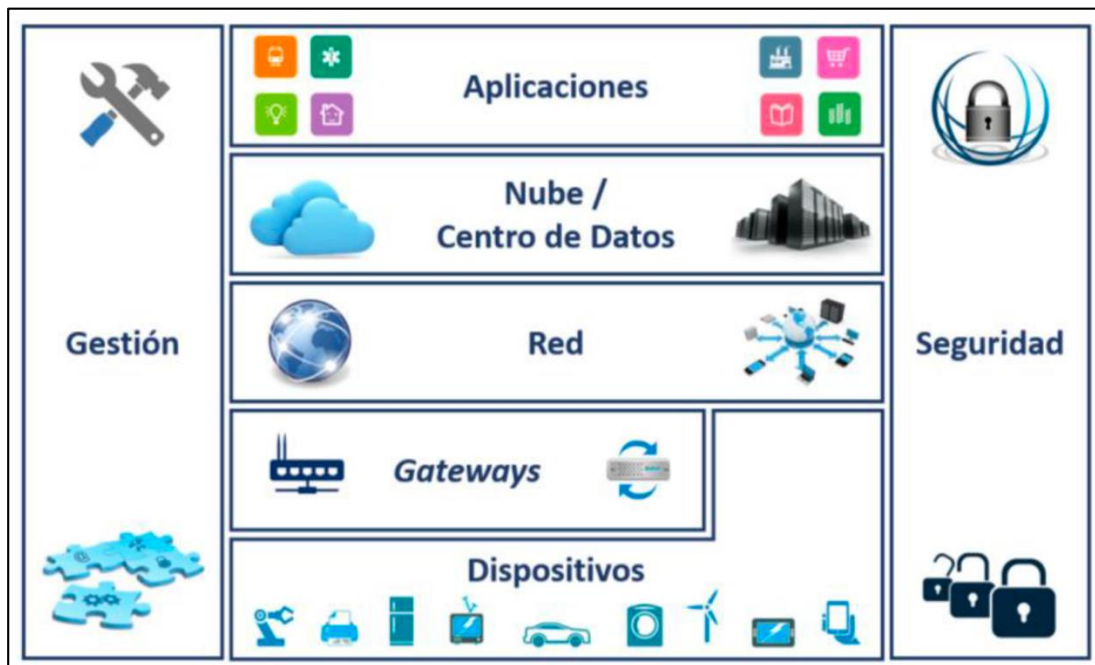 Aplicaciones
Nube /
Centro de Datos
Gestión
Red
Seguridad
Gateways
Dispositivos